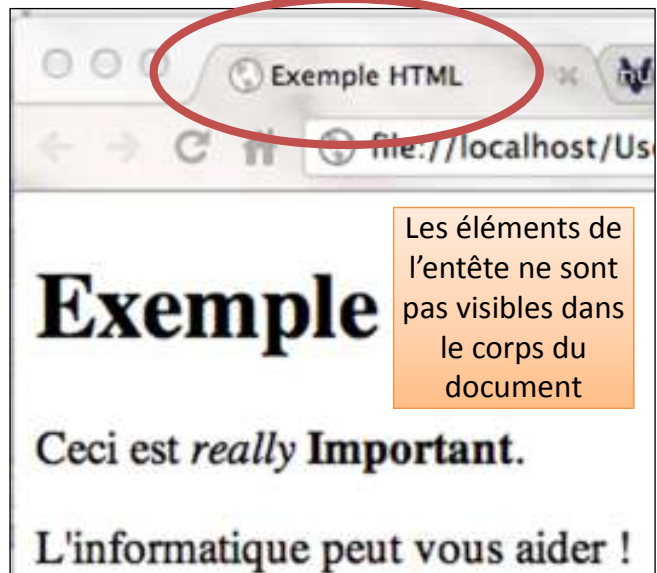 Exemple HTML
file://localhost/Us
Les éléments de
l'entête ne sont
pas visibles dans
le corps du
document
Exemple
Ceci est really Important.
L'informatique peut vous aider !